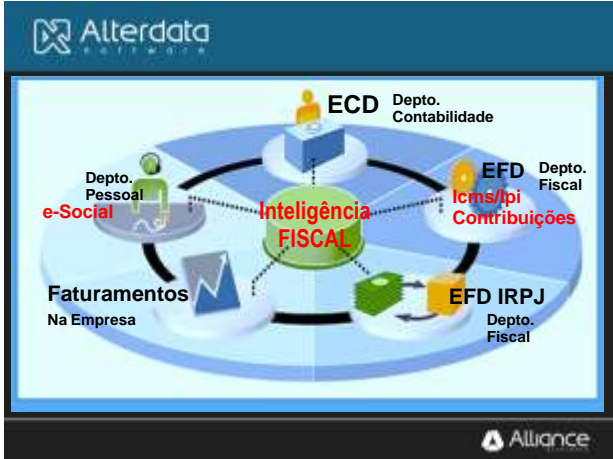 Alterdata
software
ECD
Depto.
Contabilidade
Depto.
Pessoal
e-Social
EFD
Depto.
Fiscal
Icms/Ipi
Contribuições
Inteligência
FISCAL
Faturamentos
Na Empresa
EFD IRPJ
Depto.
Fiscal
Alliance